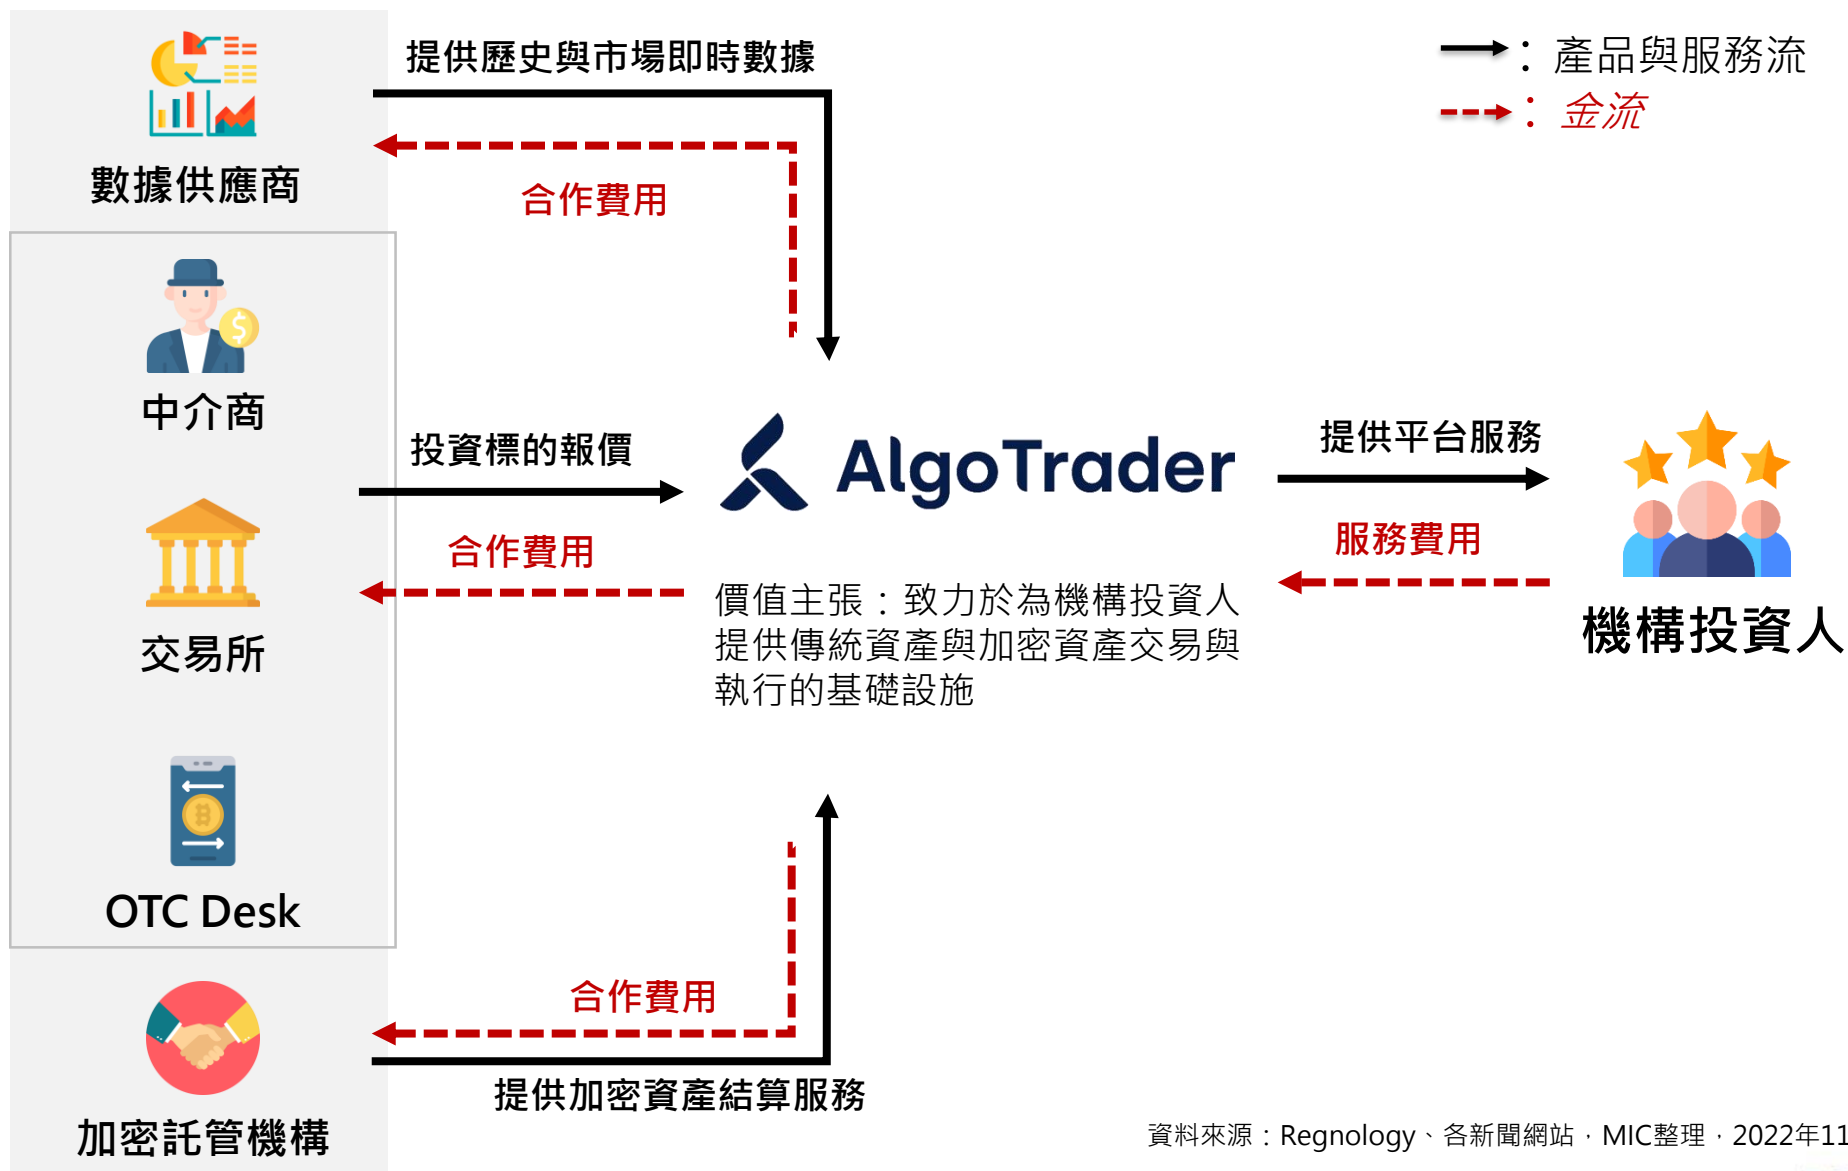 提供歷史與市場即時數據
：產品與服務流
：金流
數據供應商
合作費用
中介商
投資標的報價
AlgoTrader
提供平台服務
合作費用
服務費用
價值主張：致力於為機構投資人
提供傳統資產與加密資產交易與
執行的基礎設施
機構投資人
交易所
OTC Desk
合作費用
提供加密資產結算服務
加密託管機構
資料來源：Regnology、各新聞網站，MIC整理，2022年11